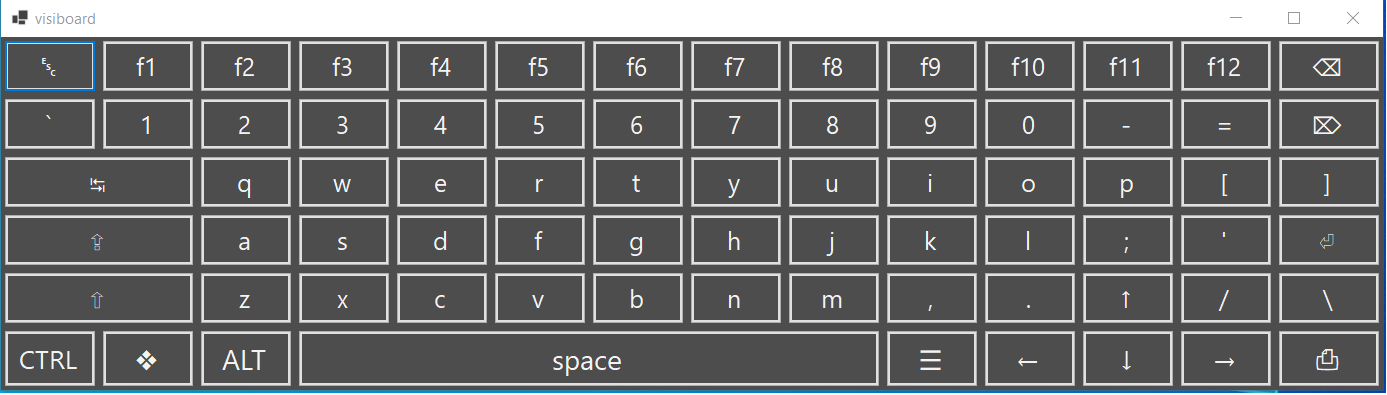 visiboard
␛ f1 f2 f3 f4 f5 f6 f7 f8 f9 f10 f11 f12 ⌫
` 1 2 3 4 5 6 7 8 9 0 - = ⌦
↹ q w e r t y u i o p [ ]
⇪ a s d f g h j k l ; ' ⏎
⇧ z x c v b n m , . ↑ / \
CTRL ❖ ALT space ☰ ← ↓ → ⎙